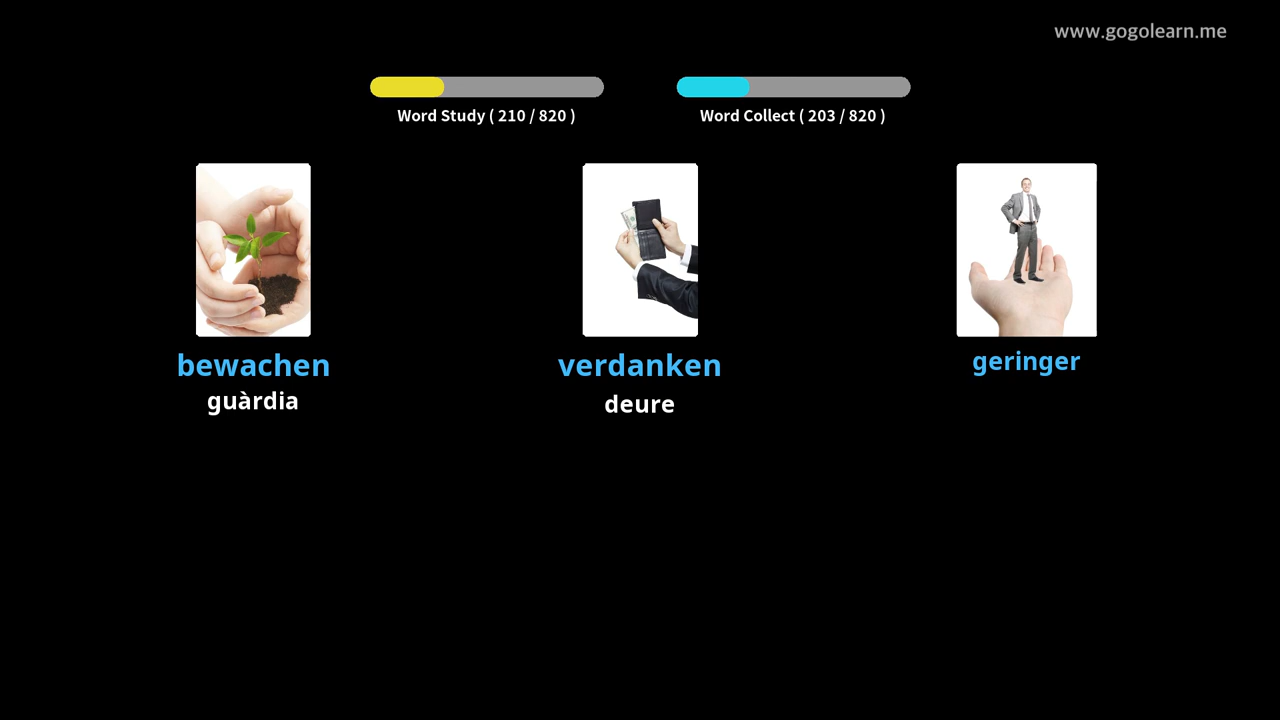 www.gogolearn.me
Word Study ( 210 / 820 )
Word Collect ( 203 / 820 )
bewachen
guàrdia
verdanken
deure
geringer